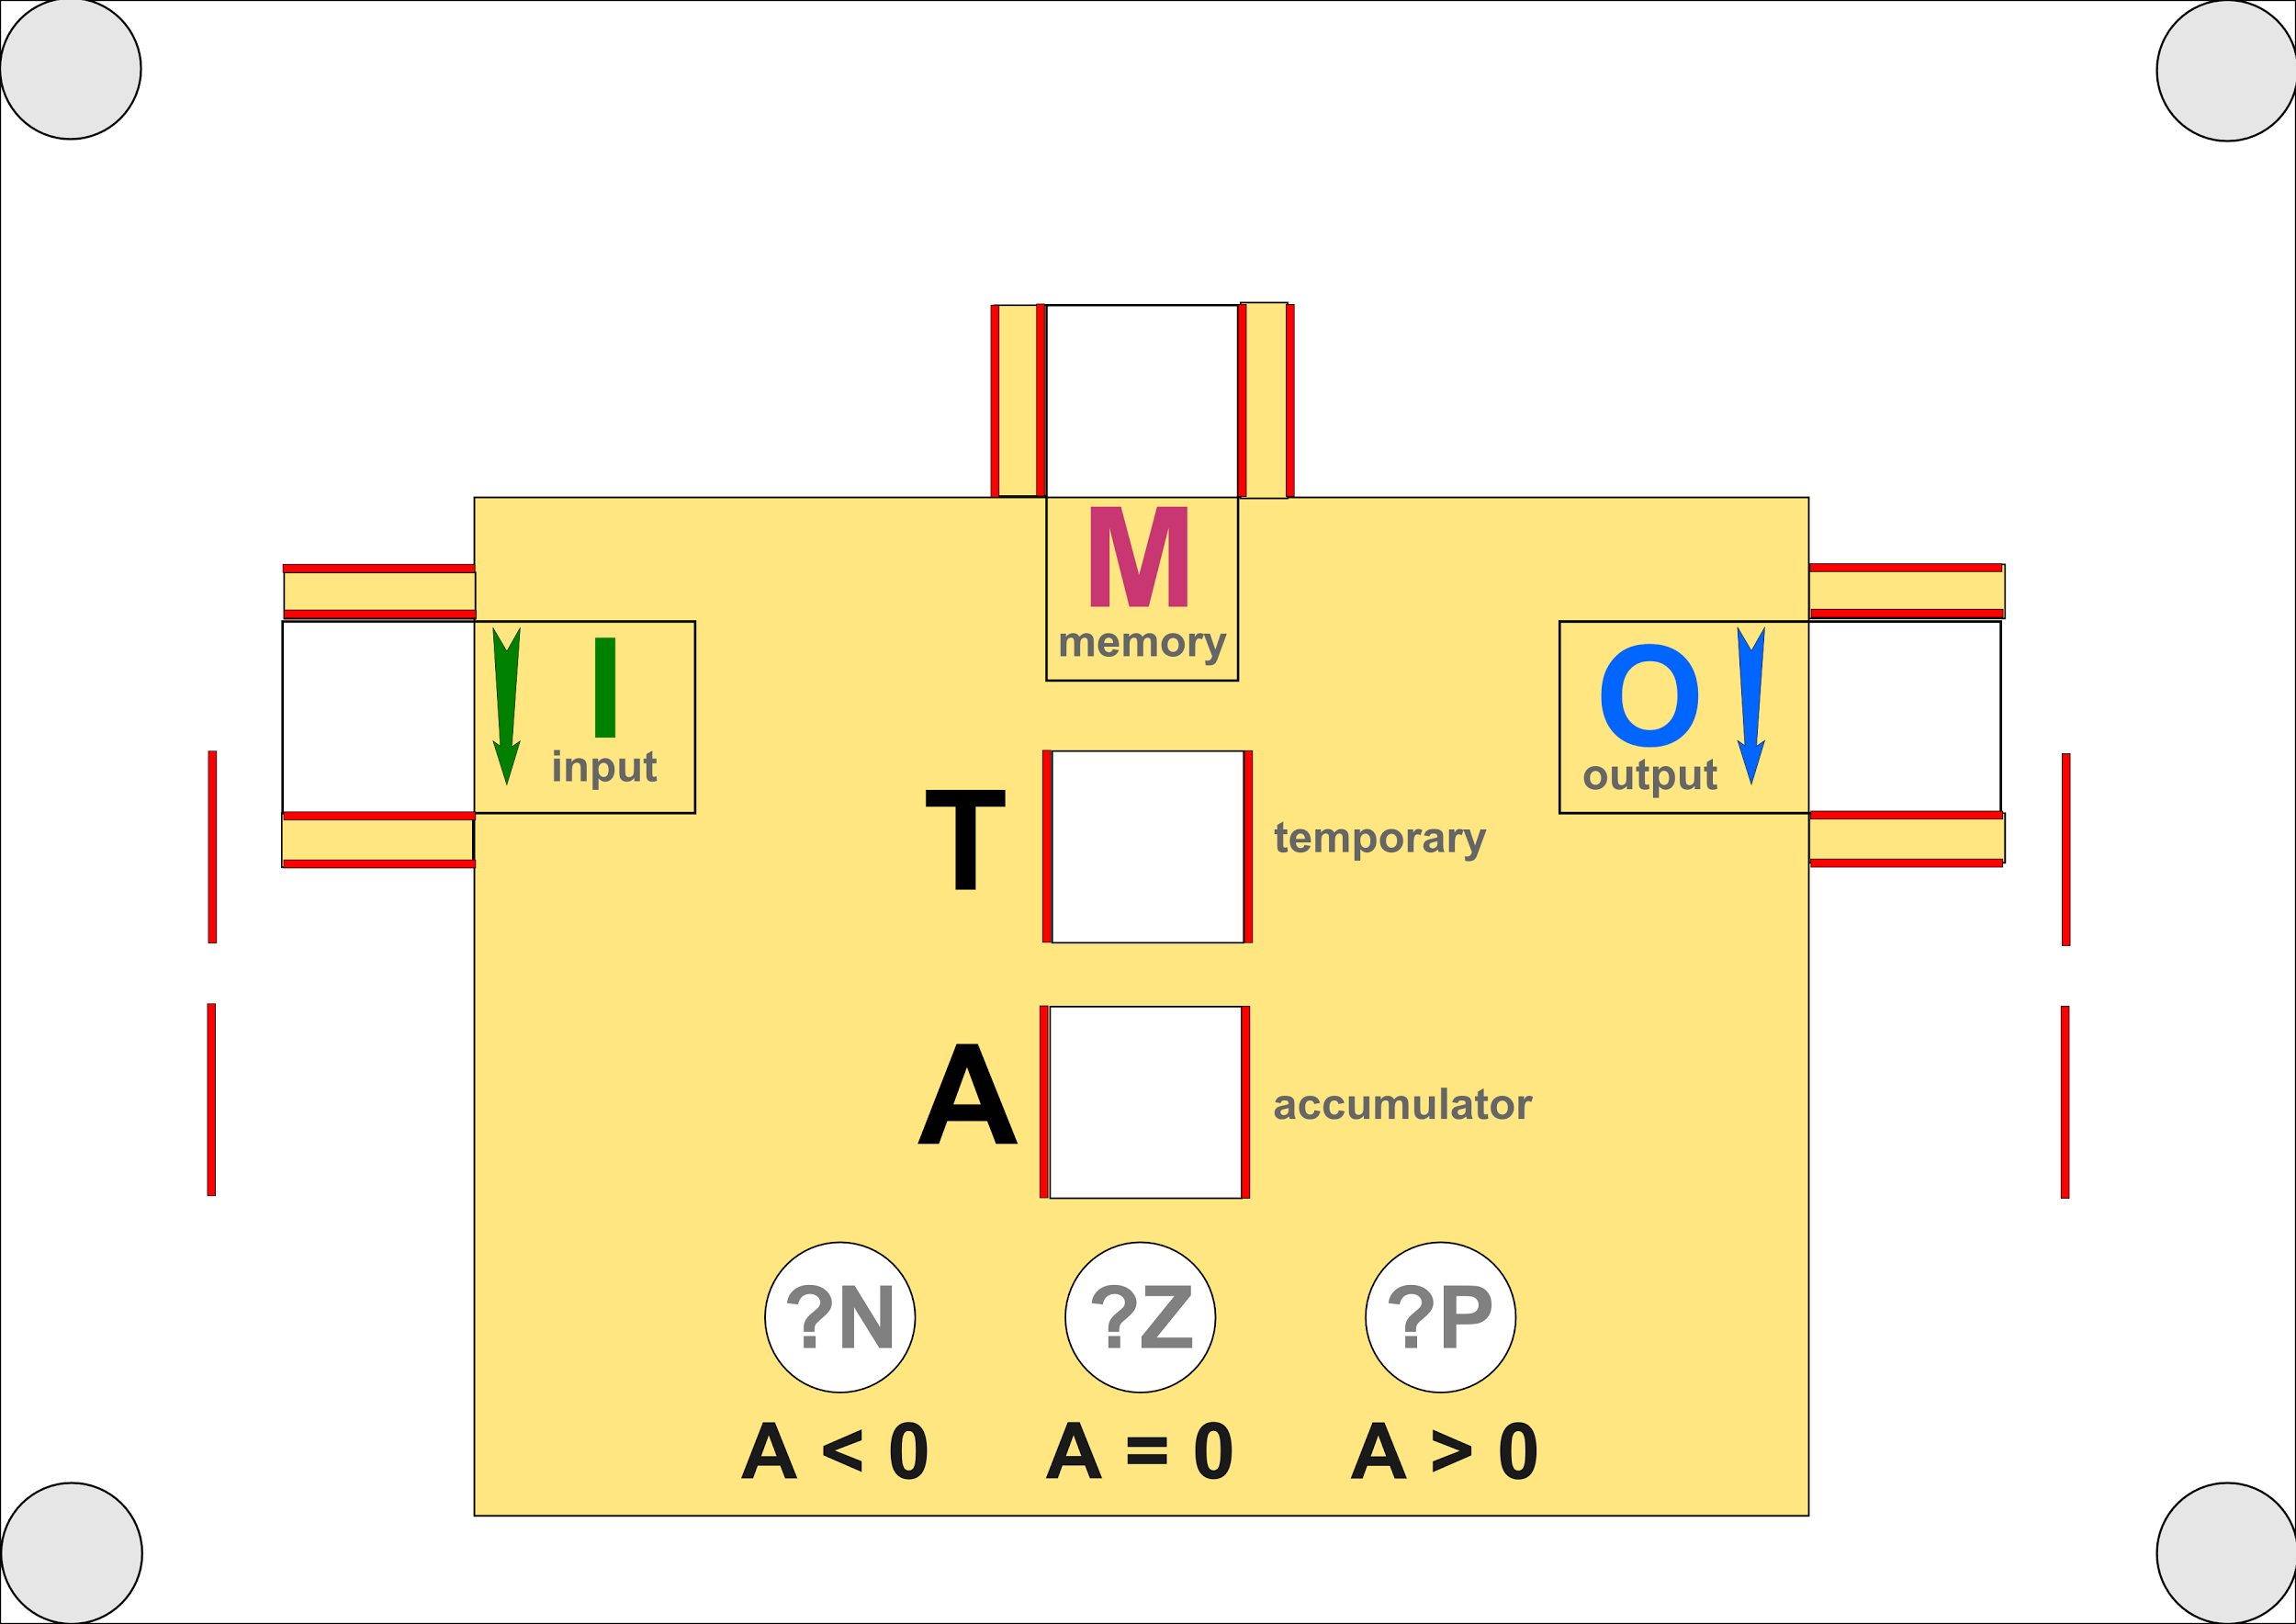 M
memory
I
input
O
output
T
temporary
A
accumulator
?N
?Z
?P
A < 0
A = 0
A > 0